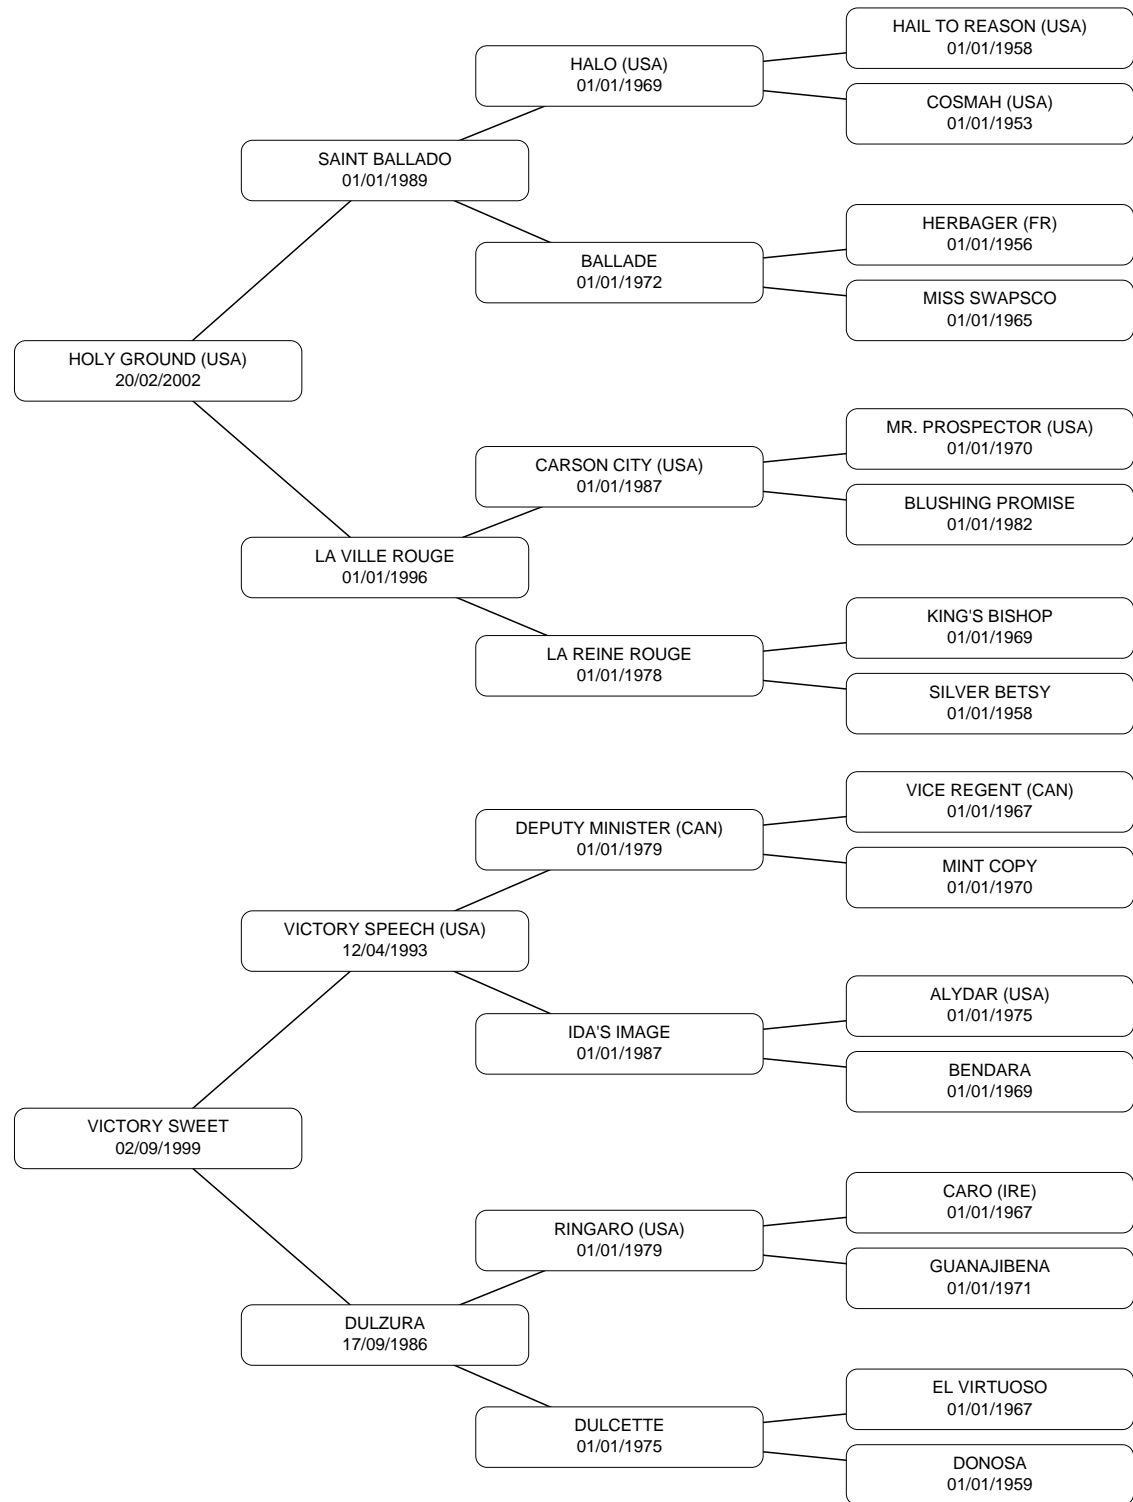 HAIL TO REASON (USA)
01/01/1958
HALO (USA)
01/01/1969
COSMAH (USA)
01/01/1953
SAINT BALLADO
01/01/1989
HERBAGER (FR)
01/01/1956
BALLADE
01/01/1972
MISS SWAPSCO
01/01/1965
HOLY GROUND (USA)
20/02/2002
MR. PROSPECTOR (USA)
01/01/1970
CARSON CITY (USA)
01/01/1987
BLUSHING PROMISE
01/01/1982
LA VILLE ROUGE
01/01/1996
KING'S BISHOP
01/01/1969
LA REINE ROUGE
01/01/1978
SILVER BETSY
01/01/1958
VICE REGENT (CAN)
01/01/1967
DEPUTY MINISTER (CAN)
01/01/1979
MINT COPY
01/01/1970
VICTORY SPEECH (USA)
12/04/1993
ALYDAR (USA)
01/01/1975
IDA'S IMAGE
01/01/1987
BENDARA
01/01/1969
VICTORY SWEET
02/09/1999
CARO (IRE)
01/01/1967
RINGARO (USA)
01/01/1979
GUANAJIBENA
01/01/1971
DULZURA
17/09/1986
EL VIRTUOSO
01/01/1967
DULCETTE
01/01/1975
DONOSA
01/01/1959